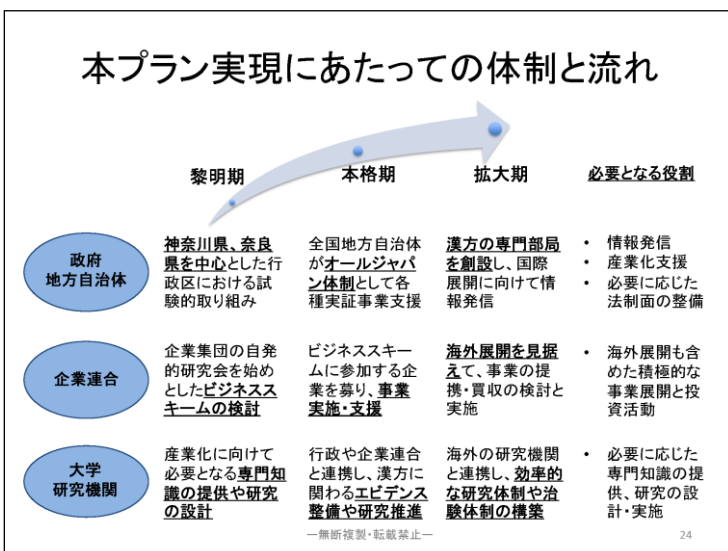 本プラン実現にあたっての体制と流れ
黎明期
本格期
拡大期
必要となる役割
政府
地方自治体
神奈川県、奈良
県を中心とした行
政区における試
験的取り組み
全国地方自治体
がオールジャパ
ン体制として各
種実証事業支援
漢方の専門部局
を創設し、国際
展開に向けて情
報発信
• 情報発信
• 産業化支援
• 必要に応じた
法制面の整備
企業連合
企業集団の自発
的研究会を始め
としたビジネスス
キームの検討
ビジネススキー
ムに参加する企
業を募り、事業
実施・支援
海外展開を見据
えて、事業の提
携・買収の検討と
実施
• 海外展開も含
めた積極的な
事業展開と投
資活動
大学
研究機関
産業化に向けて
必要となる専門知
識の提供や研究
の設計
行政や企業連合
と連携し、漢方に
関わるエビデンス
整備や研究推進
海外の研究機関
と連携し、効率的
な研究体制や治
験体制の構築
• 必要に応じた
専門知識の提
供、研究の設
計・実施
―無断複製・転載禁止―
24